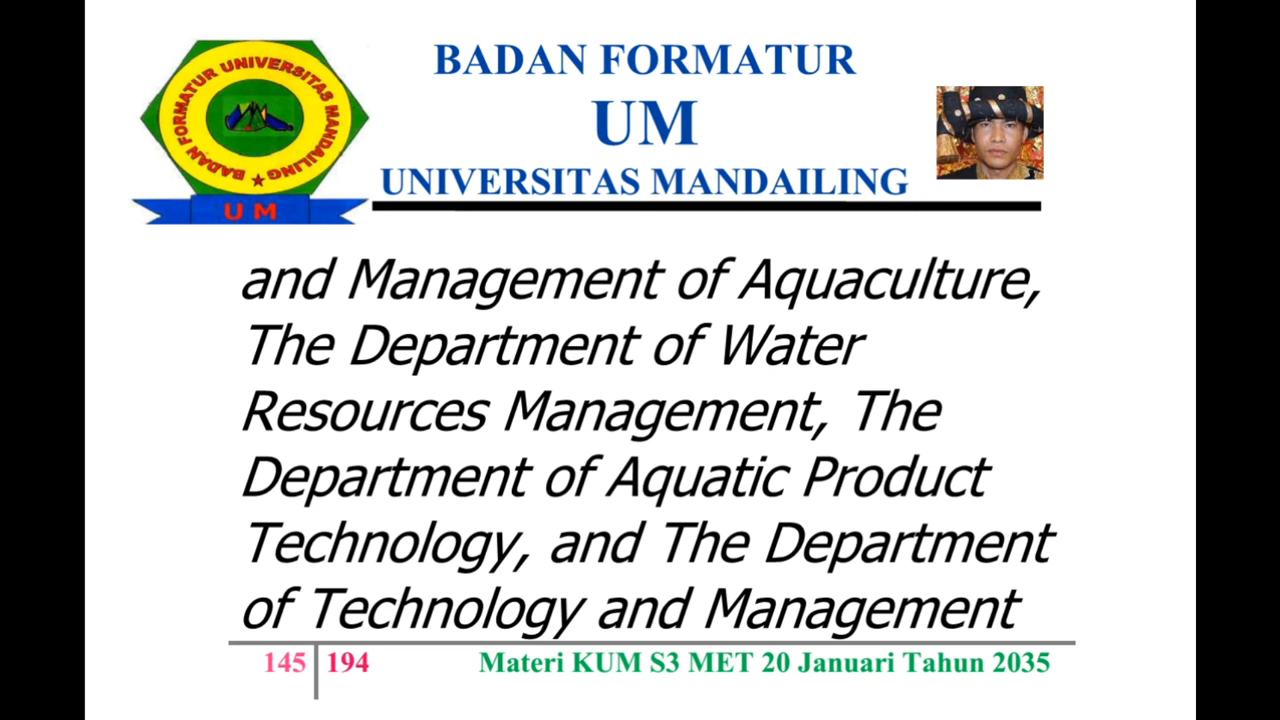 BADAN FORMATUR UNIVERSITAS MANDAILING
UM
BADAN FORMATUR
UM
UNIVERSITAS MANDAILING
and Management of Aquaculture,
The Department of Water
Resources Management, The
Department of Aquatic Product
Technology, and The Department
of Technology and Management
145 194 Materi KUM S3 MET 20 Januari Tahun 2035